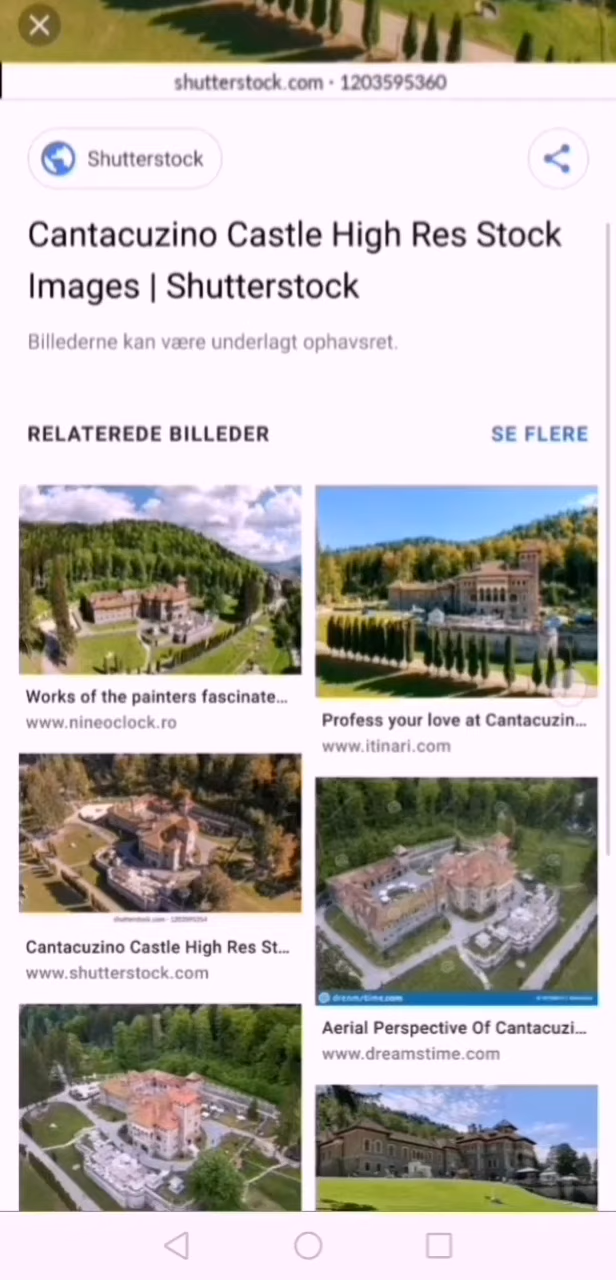 shutterstock.com · 1203595360
Shutterstock
Cantacuzino Castle High Res Stock
Images | Shutterstock
Billederne kan være underlagt ophavsret.
RELATEREDE BILLEDER
SE FLERE
Works of the painters fascinate...
www.nineoclock.ro
Profess your love at Cantacuzin...
www.itinari.com
Cantacuzino Castle High Res St...
www.shutterstock.com
dreamstime.com
Aerial Perspective Of Cantacuzi...
www.dreamstime.com